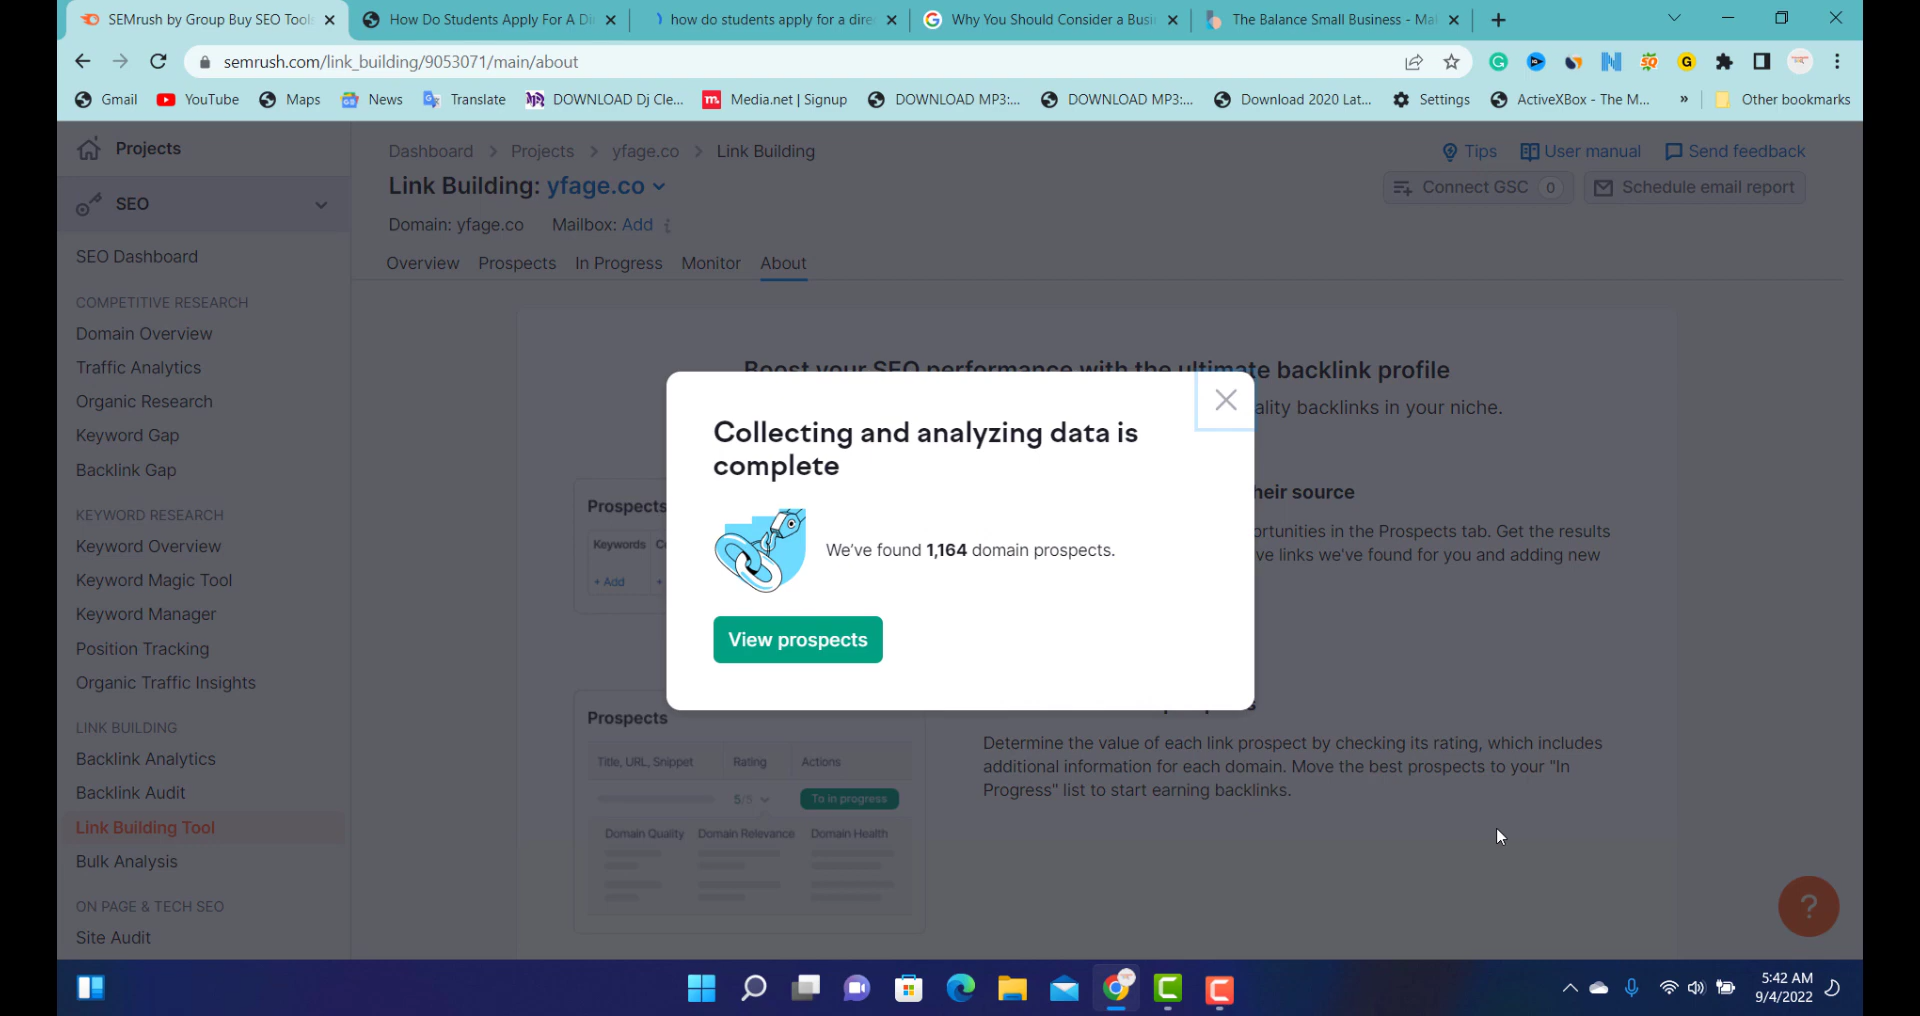 SEMrush by Group Buy SEO Tools
How Do Students Apply For A Di
how do students apply for a dire
Why You Should Consider a Busi
The Balance Small Business - Ma
semrush.com/link_building/9053071/main/about
Gmail
YouTube
Maps
News
Translate
DOWNLOAD Dj Cle...
Media.net | Signup
DOWNLOAD MP3:...
DOWNLOAD MP3:...
Download 2020 Lat...
Settings
ActiveXBox - The M...
»
Other bookmarks
Projects
SEO
SEO Dashboard
COMPETITIVE RESEARCH
Domain Overview
Traffic Analytics
Organic Research
Keyword Gap
Backlink Gap
KEYWORD RESEARCH
Keyword Overview
Keyword Magic Tool
Keyword Manager
Position Tracking
Organic Traffic Insights
LINK BUILDING
Backlink Analytics
Backlink Audit
Link Building Tool
Bulk Analysis
ON PAGE & TECH SEO
Site Audit
Dashboard > Projects > yfage.co > Link Building
Tips
User manual
Send feedback
Link Building: yfage.co
Connect GSC 0
Schedule email report
Domain: yfage.co Mailbox: Add i
Overview Prospects In Progress Monitor About
Boost your SEO performance with the ultimate backlink profile
ality backlinks in your niche.
Collecting and analyzing data is
complete
We've found 1,164 domain prospects.
View prospects
Prospects
Keywords
+ Add
heir source
ortunities in the Prospects tab. Get the results
ve links we've found for you and adding new
Prospects
Title, URL, Snippet Rating Actions
5/5 To in progress
Domain Quality Domain Relevance Domain Health
Determine the value of each link prospect by checking its rating, which includes
additional information for each domain. Move the best prospects to your "In
Progress" list to start earning backlinks.
?
5:42 AM
9/4/2022